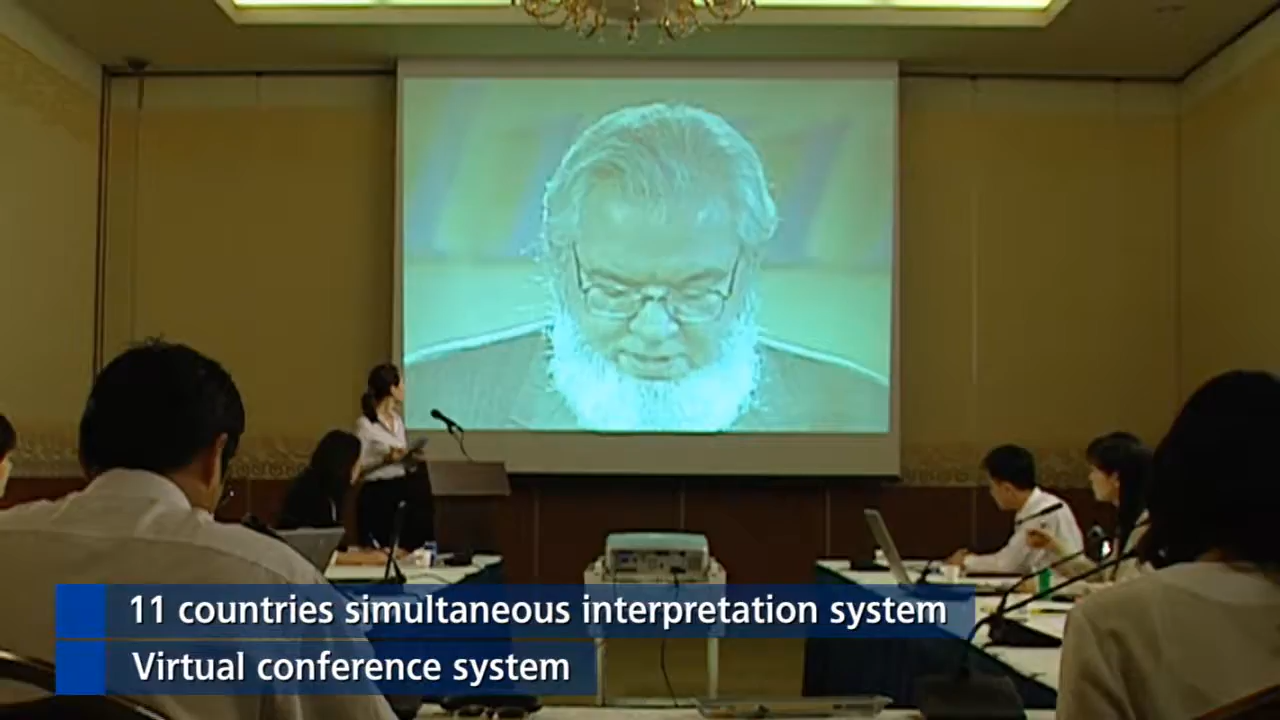 11 countries simultaneous interpretation system
Virtual conference system